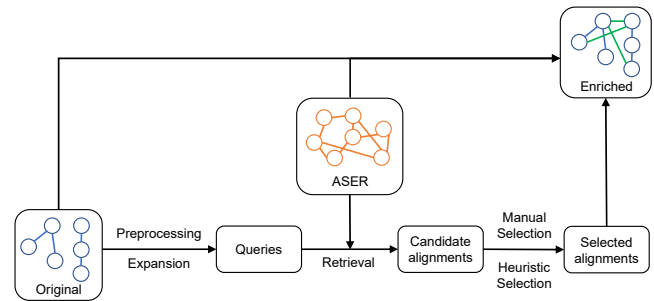 Enriched
ASER
Original
Preprocessing
Expansion
Queries
Retrieval
Candidate
alignments
Manual
Selection
Heuristic
Selection
Selected
alignments